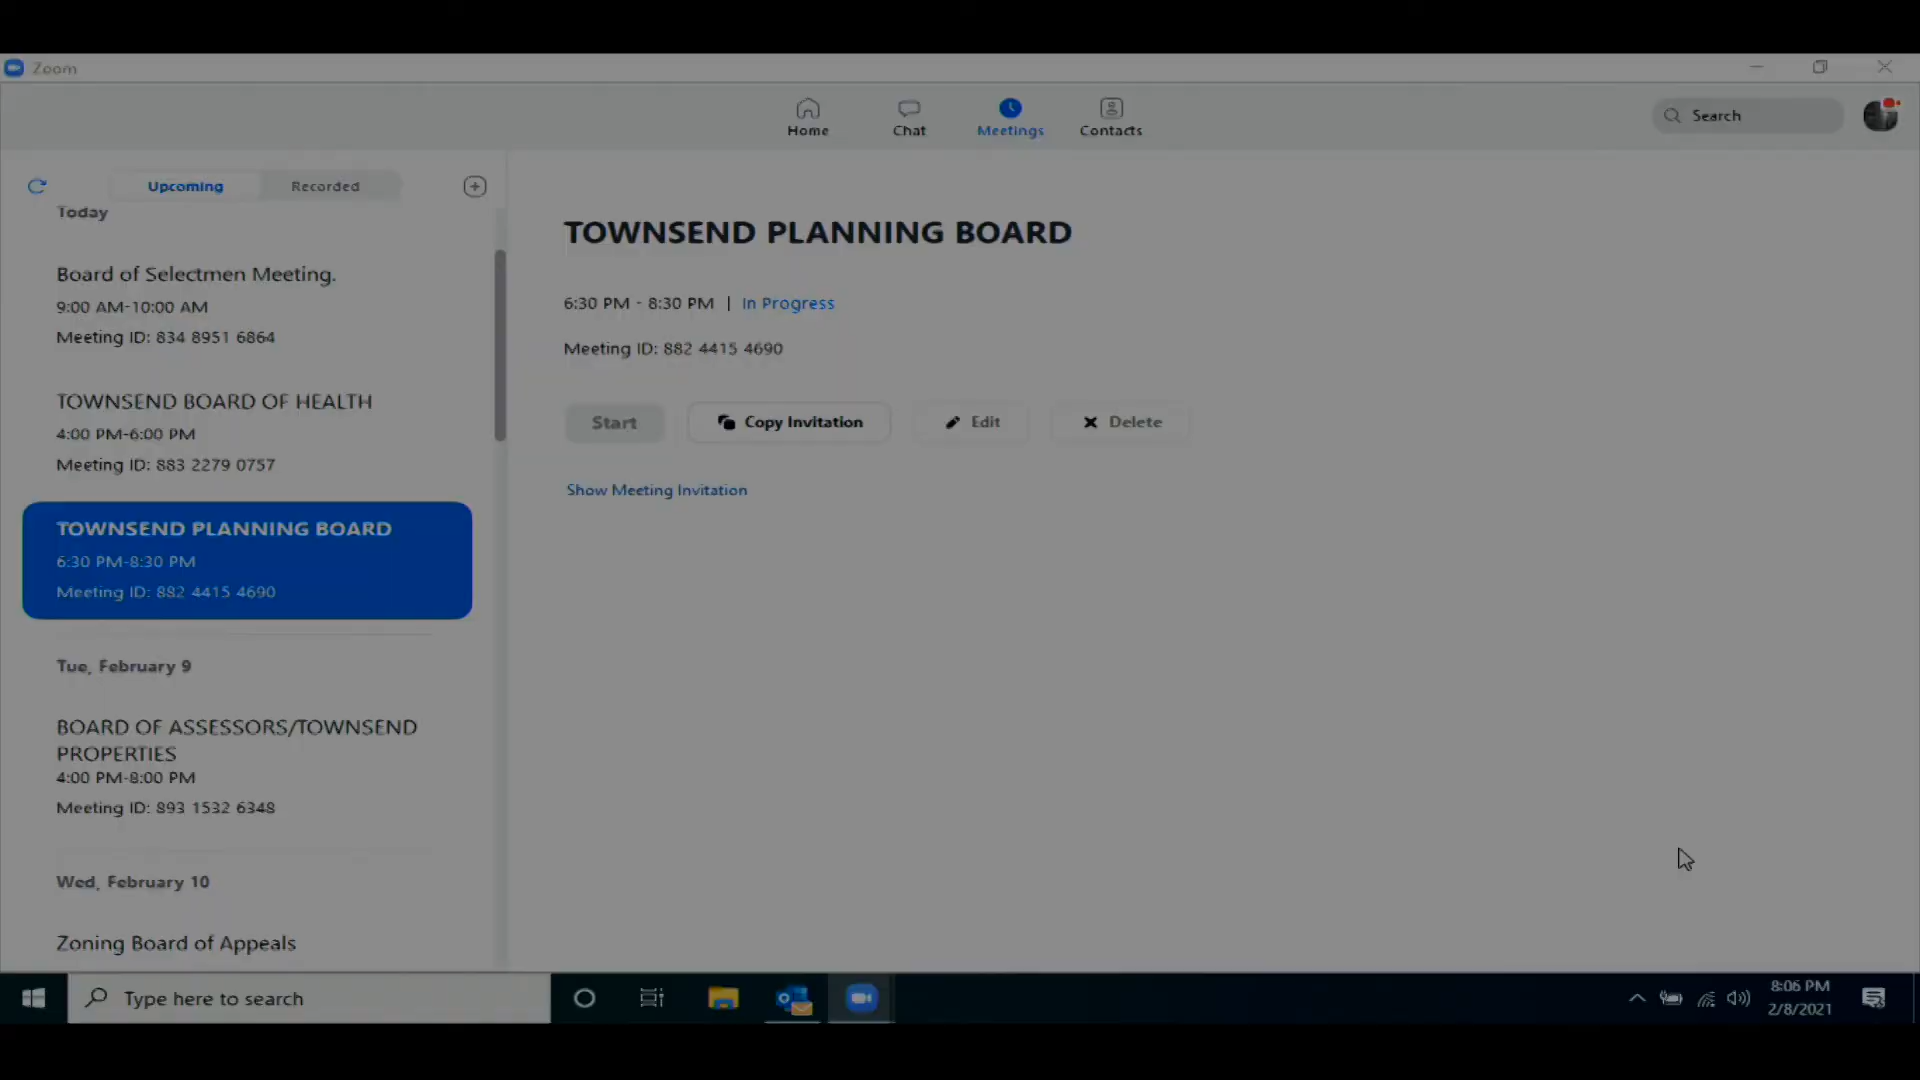 Zoom
Home
Chat
Meetings
Contacts
Search
Upcoming
Recorded
Today
Board of Selectmen Meeting.
9:00 AM-10:00 AM
Meeting ID: 834 8951 6864
TOWNSEND BOARD OF HEALTH
4:00 PM-6:00 PM
Meeting ID: 883 2279 0757
TOWNSEND PLANNING BOARD
6:30 PM-8:30 PM
Meeting ID: 882 4415 4690
Tue, February 9
BOARD OF ASSESSORS/TOWNSEND
PROPERTIES
4:00 PM-8:00 PM
Meeting ID: 893 1532 6348
Wed, February 10
Zoning Board of Appeals
TOWNSEND PLANNING BOARD
6:30 PM - 8:30 PM | In Progress
Meeting ID: 882 4415 4690
Start
Copy Invitation
Edit
Delete
Show Meeting Invitation
Type here to search
8:06 PM
2/8/2021